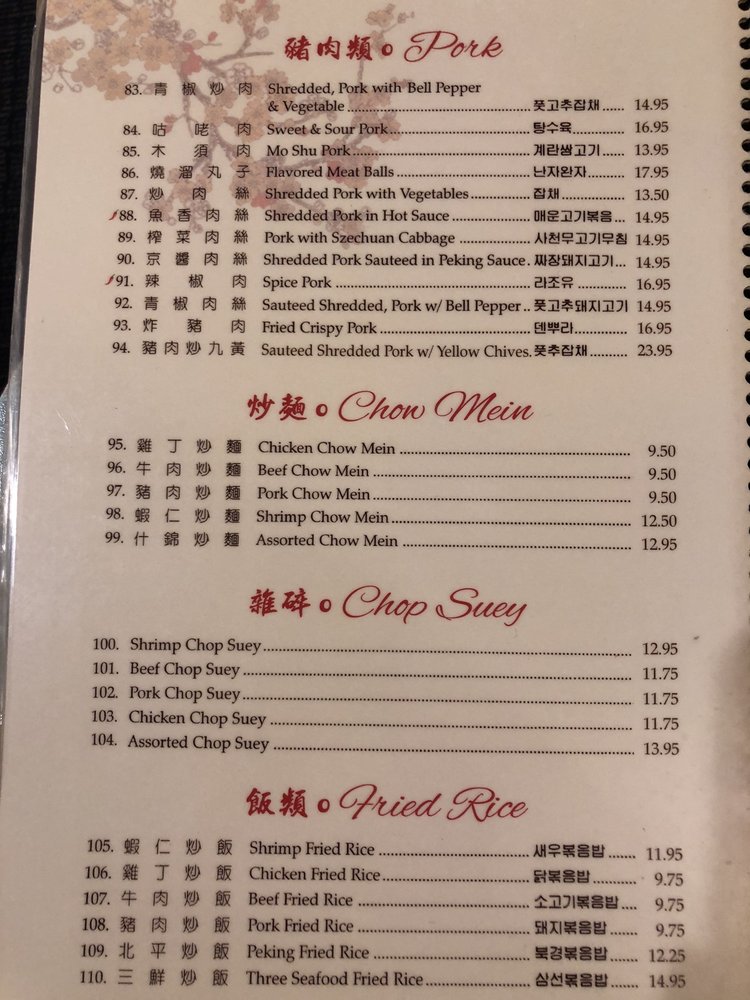 豬肉類 Pork
83. 青椒炒肉 Shredded, Pork with Bell Pepper
& Vegetable 풋고추잡채 14.95
84. 咕咾肉 Sweet & Sour Pork 탕수육 16.95
85. 木須肉 Mo Shu Pork 계란쌈고기 13.95
86. 燒溜丸子 Flavored Meat Balls 난자완자 17.95
87. 炒肉絲 Shredded Pork with Vegetables 잡채 13.50
88. 魚香肉絲 Shredded Pork in Hot Sauce 매운고기볶음 14.95
89. 榨菜肉絲 Pork with Szechuan Cabbage 사천무고기무침 14.95
90. 京醬肉絲 Shredded Pork Sauteed in Peking Sauce 짜장돼지고기 14.95
91. 辣椒肉 Spice Pork 라조유 16.95
92. 青椒肉絲 Sauteed Shredded, Pork w/ Bell Pepper 풋고추돼지고기 14.95
93. 炸豬肉 Fried Crispy Pork 덴뿌라 16.95
94. 豬肉炒九黃 Sauteed Shredded Pork w/ Yellow Chives 풋추잡채 23.95
炒麵 Chow Mein
95. 雞丁炒麵 Chicken Chow Mein 9.50
96. 牛肉炒麵 Beef Chow Mein 9.50
97. 豬肉炒麵 Pork Chow Mein 9.50
98. 蝦仁炒麵 Shrimp Chow Mein 12.50
99. 什錦炒麵 Assorted Chow Mein 12.95
雜碎 Chop Suey
100. Shrimp Chop Suey 12.95
101. Beef Chop Suey 11.75
102. Pork Chop Suey 11.75
103. Chicken Chop Suey 11.75
104. Assorted Chop Suey 13.95
飯類 Fried Rice
105. 蝦仁炒飯 Shrimp Fried Rice 새우볶음밥 11.95
106. 雞丁炒飯 Chicken Fried Rice 닭볶음밥 9.75
107. 牛肉炒飯 Beef Fried Rice 소고기볶음밥 9.75
108. 豬肉炒飯 Pork Fried Rice 돼지볶음밥 9.75
109. 北平炒飯 Peking Fried Rice 북경볶음밥 12.25
110. 三鮮炒飯 Three Seafood Fried Rice 삼선볶음밥 14.95